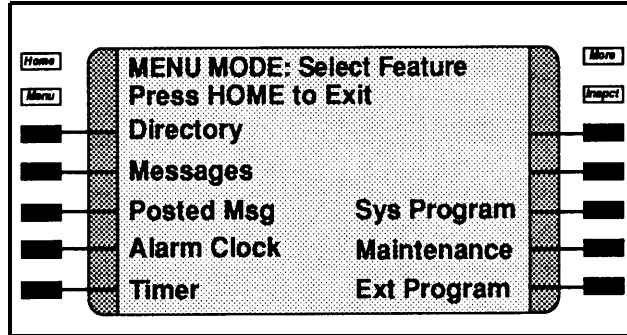 Home
More
MENU MODE: Select Feature
Menu
Press HOME to Exit
Inspct
Directory
Messages
Posted Msg Sys Program
Alarm Clock Maintenance
Timer Ext Program